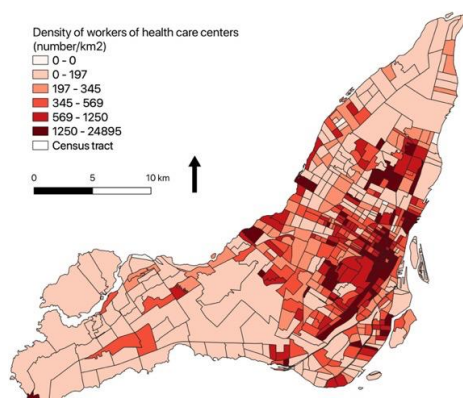 Density of workers of health care centers
(number/km2)
0 - 0
0 - 197
197 - 345
345 - 569
569 - 1250
1250 - 24895
Census tract
0 5 10 km